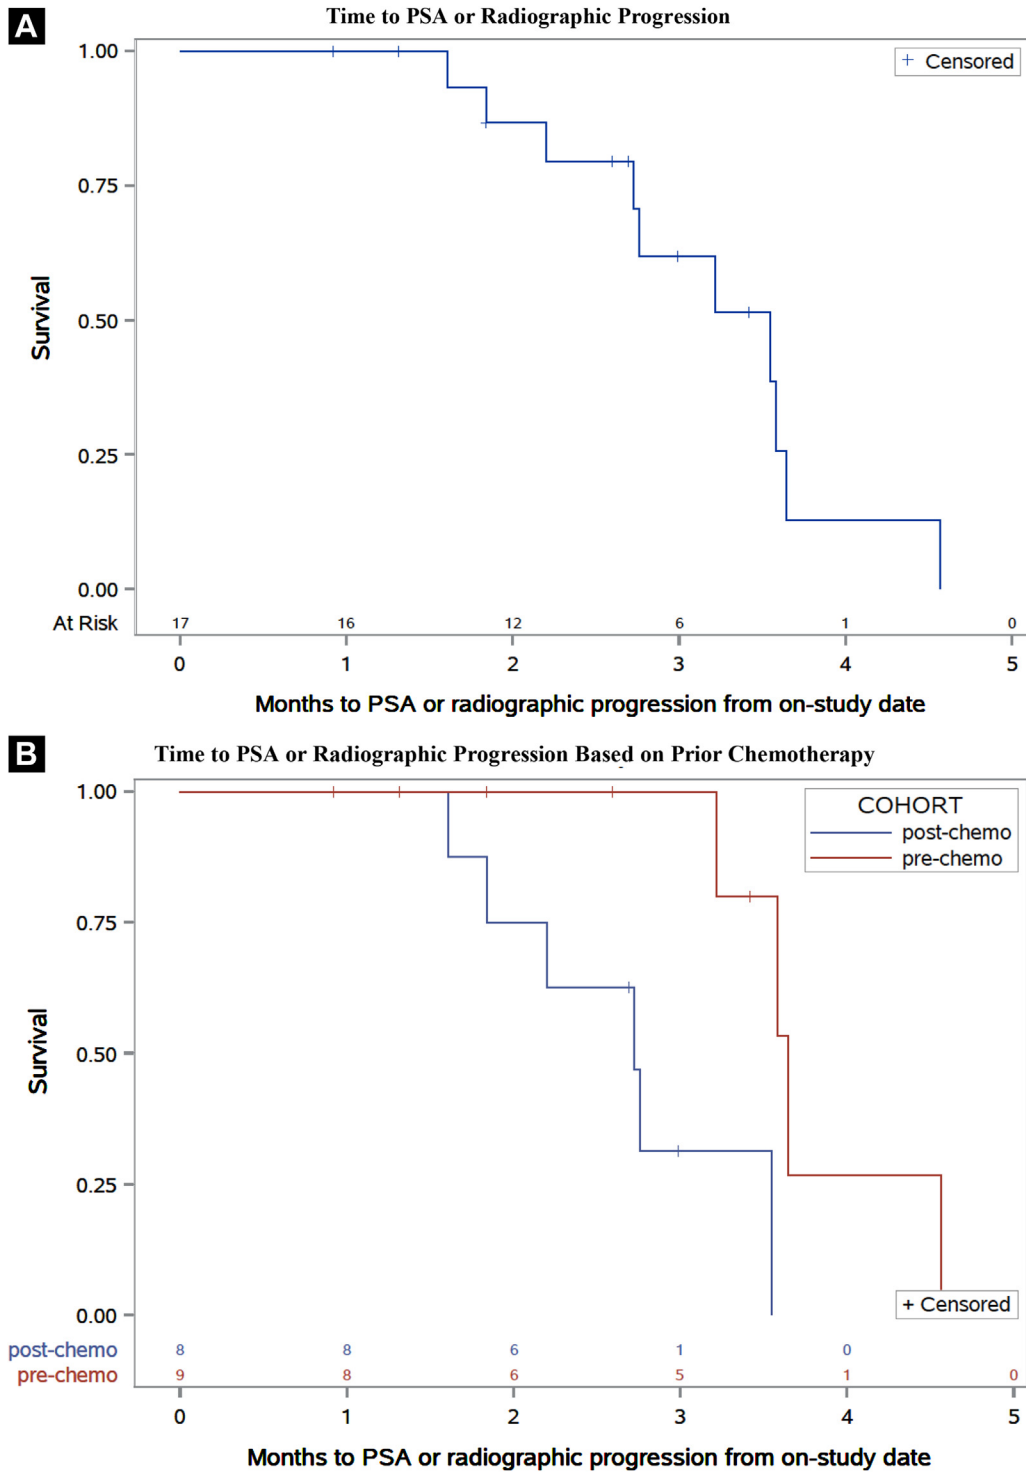 A
Time to PSA or Radiographic Progression
+ Censored
1.00
0.75
0.50
0.25
0.00
Survival
At Risk 17 16 12 6 1 0
0 1 2 3 4 5
Months to PSA or radiographic progression from on-study date
B
Time to PSA or Radiographic Progression Based on Prior Chemotherapy
COHORT
post-chemo
pre-chemo
1.00
0.75
0.50
0.25
0.00
Survival
+ Censored
post-chemo 8 8 6 1 0
pre-chemo 9 8 6 5 1 0
0 1 2 3 4 5
Months to PSA or radiographic progression from on-study date